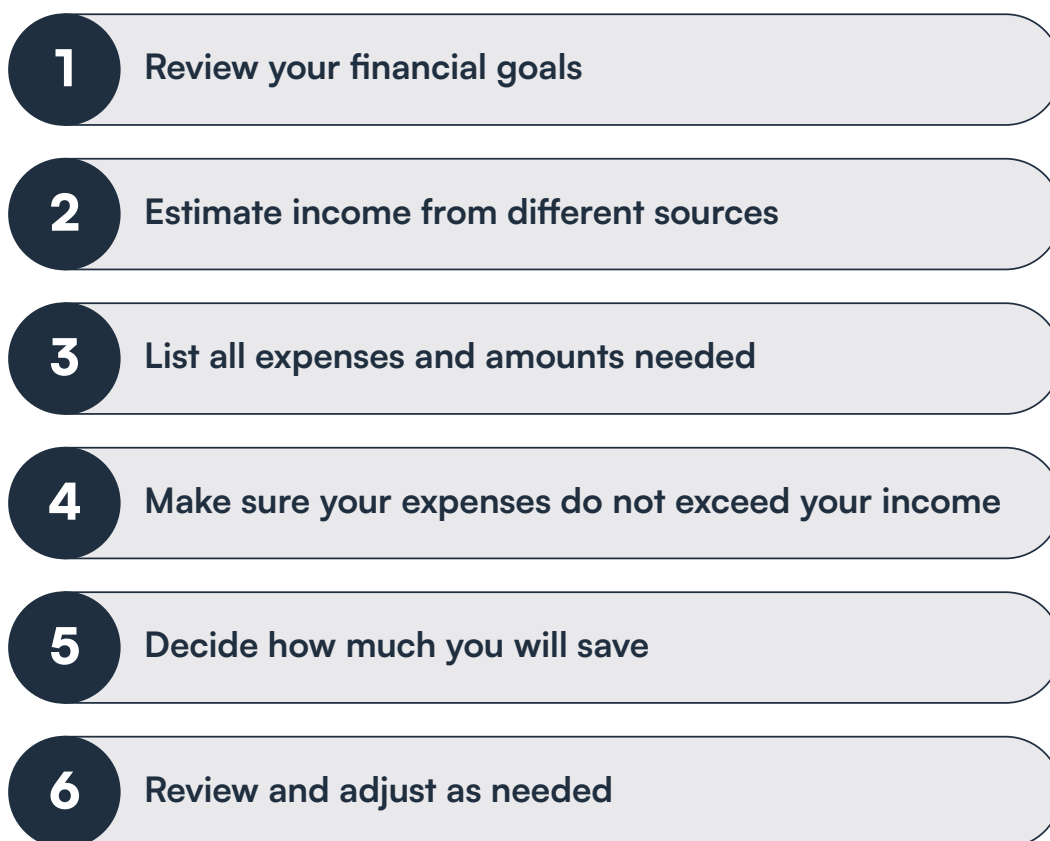 1 Review your financial goals
2 Estimate income from different sources
3 List all expenses and amounts needed
4 Make sure your expenses do not exceed your income
5 Decide how much you will save
6 Review and adjust as needed